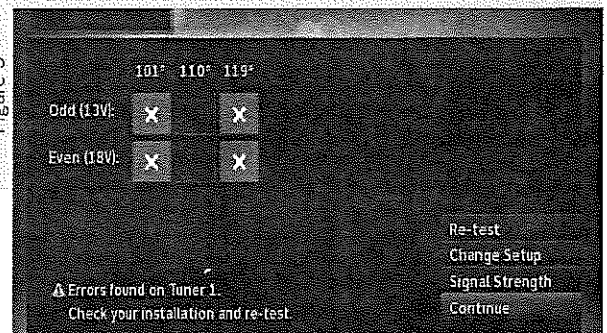 101° 110° 119°
Odd (13V): X X
Even (18V): X X
Re-test
Change Setup
Signal Strength
Continue
Errors found on Tuner 1.
Check your installation and re-test.